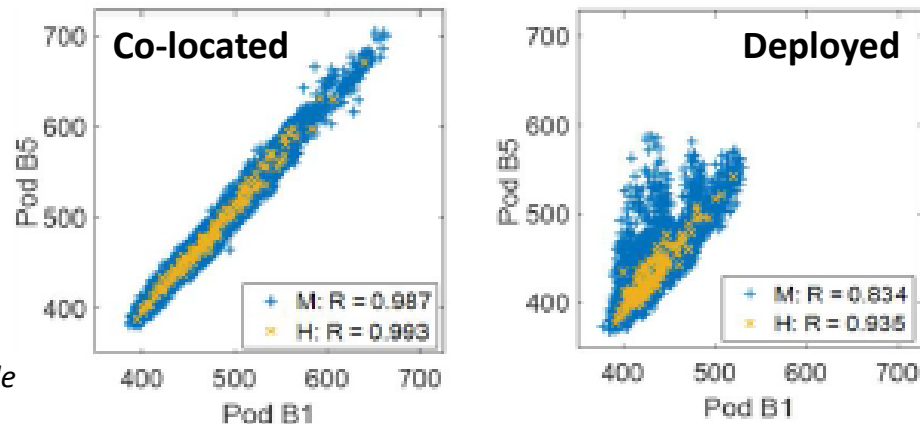 Co-located
700
600
500
400
Pod B5
M: R = 0.987
H: R = 0.993
400 500 600 700
Pod B1
Deployed
700
600
500
400
Pod B5
M: R = 0.834
H: R = 0.935
400 500 600 700
Pod B1